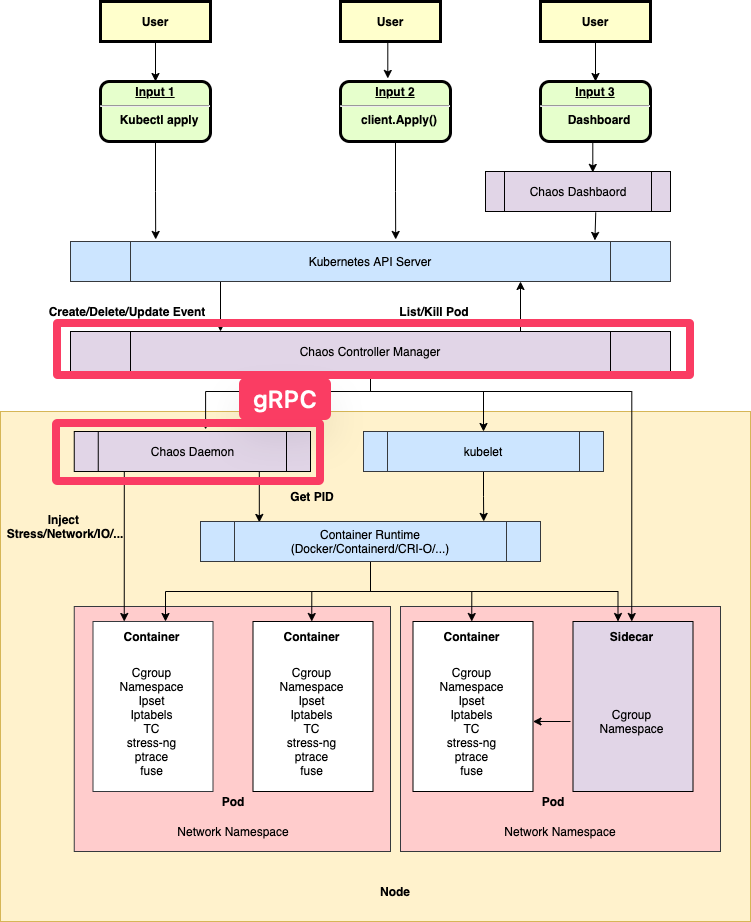 User
User
User
Input 1
Kubectl apply
Input 2
client.Apply()
Input 3
Dashboard
Chaos Dashbaord
Kubernetes API Server
Create/Delete/Update Event
List/Kill Pod
Chaos Controller Manager
gRPC
Chaos Daemon
kubelet
Get PID
Inject
Stress/Network/IO/...
Container Runtime
(Docker/Containerd/CRI-O/...)
Container
Cgroup
Namespace
Ipset
Iptabels
TC
stress-ng
ptrace
fuse
Container
Cgroup
Namespace
Ipset
Iptabels
TC
stress-ng
ptrace
fuse
Pod
Network Namespace
Container
Cgroup
Namespace
Ipset
Iptabels
TC
stress-ng
ptrace
fuse
Sidecar
Cgroup
Namespace
Pod
Network Namespace
Node